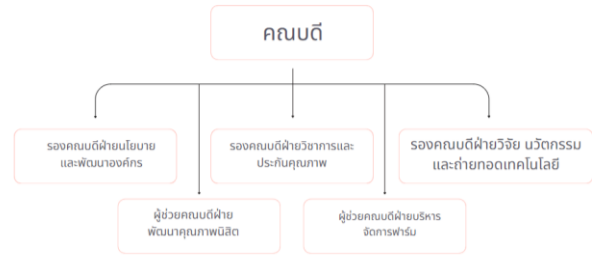 คณบดี
รองคณบดีฝ่ายนโยบาย
และพัฒนาองค์กร
รองคณบดีฝ่ายวิชาการและ
ประกันคุณภาพ
รองคณบดีฝ่ายวิจัย นวัตกรรม
และถ่ายทอดเทคโนโลยี
ผู้ช่วยคณบดีฝ่าย
พัฒนาคุณภาพนิสิต
ผู้ช่วยคณบดีฝ่ายบริหาร
จัดการฟาร์ม